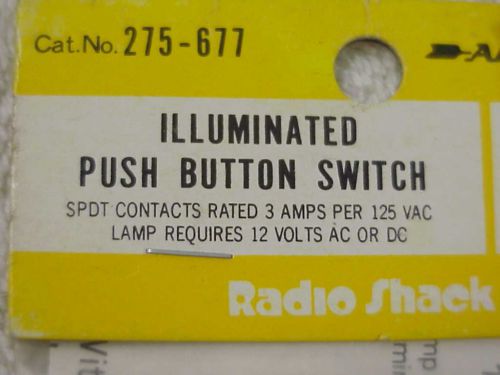 Cat.No. 275-677
ILLUMINATED
PUSH BUTTON SWITCH
SPDT CONTACTS RATED 3 AMPS PER 125 VAC
LAMP REQUIRES 12 VOLTS AC OR DC
Radio Shack